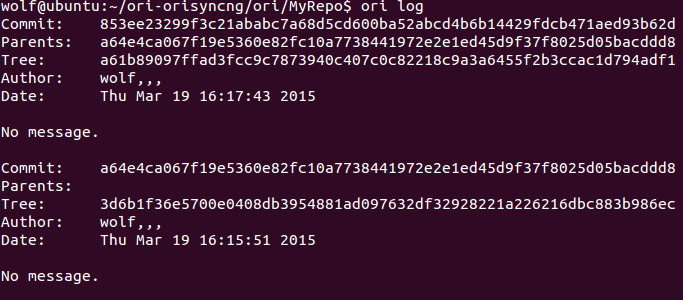 wolf@ubuntu:~/ori-orisyncng/ori/MyRepo$ ori log
Commit: 853ee23299f3c21ababc7a68d5cd600ba52abcd4b6b14429fdcb471aed93b62d
Parents: a64e4ca067f19e5360e82fc10a7738441972e2e1ed45d9f37f8025d05bacddd8
Tree: a61b89097ffad3fcc9c7873940c407c0c82218c9a3a6455f2b3ccac1d794adf1
Author: wolf,,,
Date: Thu Mar 19 16:17:43 2015
No message.
Commit: a64e4ca067f19e5360e82fc10a7738441972e2e1ed45d9f37f8025d05bacddd8
Parents:
Tree: 3d6b1f36e5700e0408db3954881ad097632df32928221a226216dbc883b986ec
Author: wolf,,,
Date: Thu Mar 19 16:15:51 2015
No message.